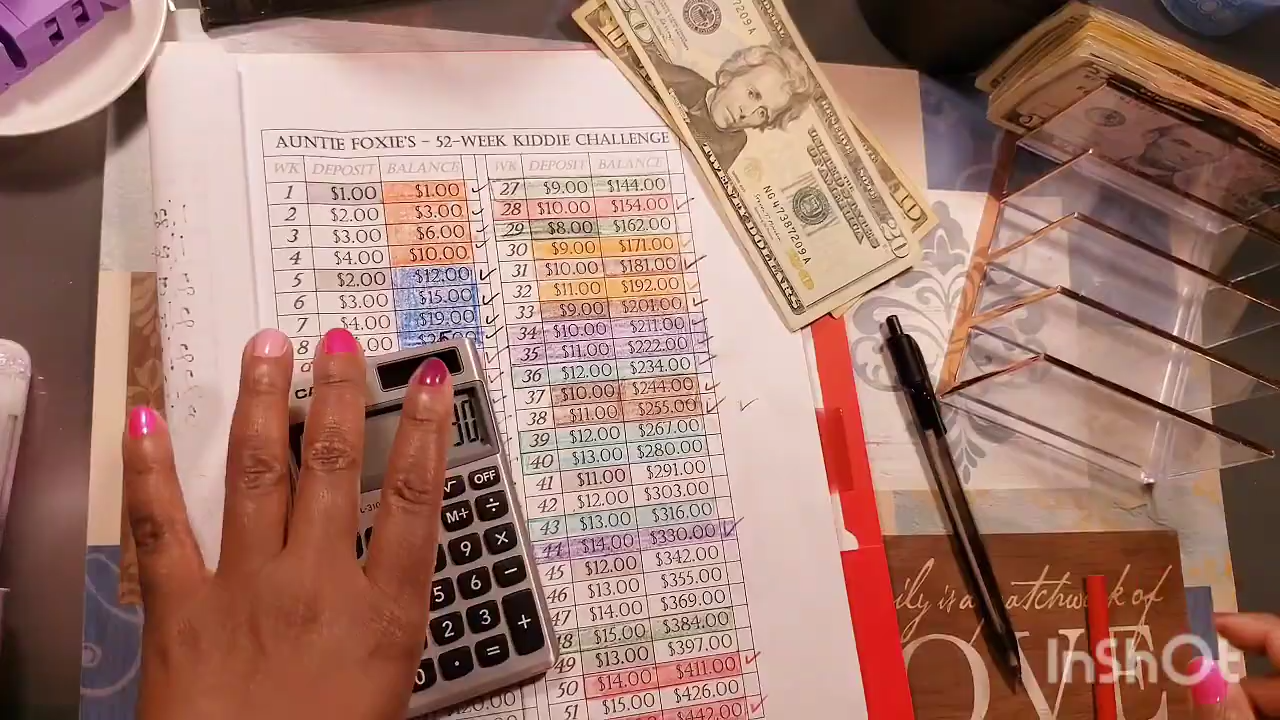 AUNTIE FOXIE'S – 52-WEEK KIDDIE CHALLENGE
WK DEPOSIT BALANCE
1 $1.00 $1.00
2 $2.00 $3.00
3 $3.00 $6.00
4 $4.00 $10.00
5 $2.00 $12.00
6 $3.00 $15.00
7 $4.00 $19.00
8
WK DEPOSIT BALANCE
27 $9.00 $144.00
28 $10.00 $154.00
29 $8.00 $162.00
30 $9.00 $171.00
31 $10.00 $181.00
32 $11.00 $192.00
33 $9.00 $201.00
34 $10.00 $211.00
35 $11.00 $222.00
36 $12.00 $234.00
37 $10.00 $244.00
38 $11.00 $255.00
39 $12.00 $267.00
40 $13.00 $280.00
41 $11.00 $291.00
42 $12.00 $303.00
43 $13.00 $316.00
44 $14.00 $330.00
45 $12.00 $342.00
46 $13.00 $355.00
47 $14.00 $369.00
48 $15.00 $384.00
49 $13.00 $397.00
50 $14.00 $411.00
51 $15.00 $426.00
$442.00
OFF
M+ ÷
9 ×
5 6 −
2 3 +
0 • =
THE UNITED STATES OF AMERICA
TWENTY DOLLARS
NG 47387209 A
20
ily is a patchwork of
OVE
InShOt